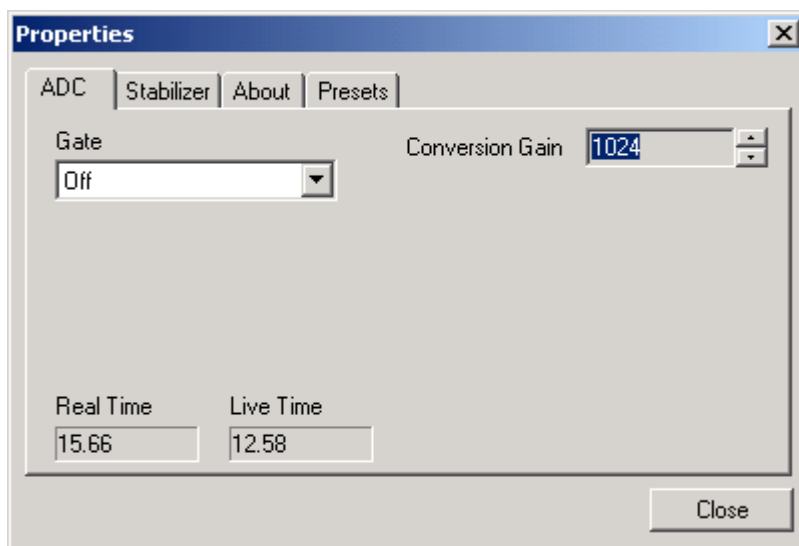 Properties
ADC Stabilizer About Presets
Gate Conversion Gain 1024
Off
Real Time Live Time
15.66 12.58
Close